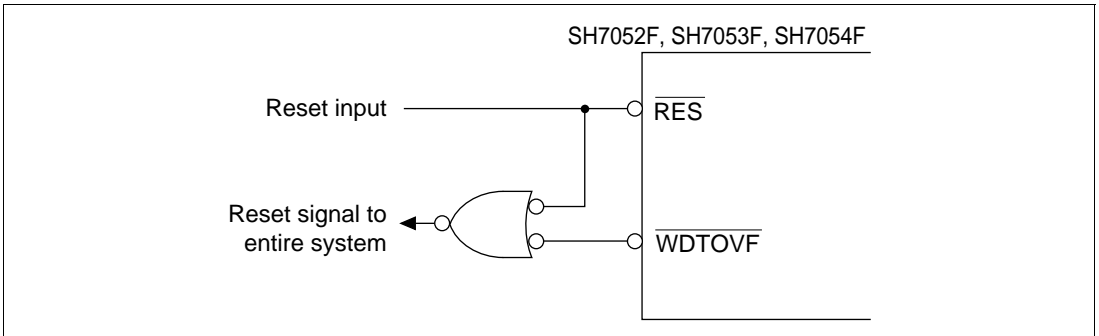 SH7052F, SH7053F, SH7054F
Reset input
RES
Reset signal to
entire system
WDTOVF